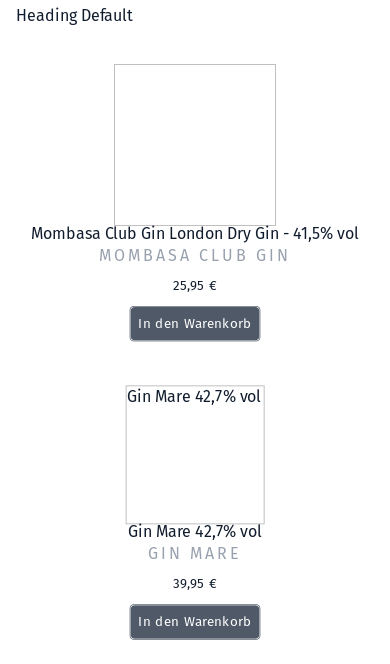 Heading Default
Mombasa Club Gin London Dry Gin - 41,5% vol
MOMBASA CLUB GIN
25,95 €
In den Warenkorb
Gin Mare 42,7% vol
Gin Mare 42,7% vol
GIN MARE
39,95 €
In den Warenkorb